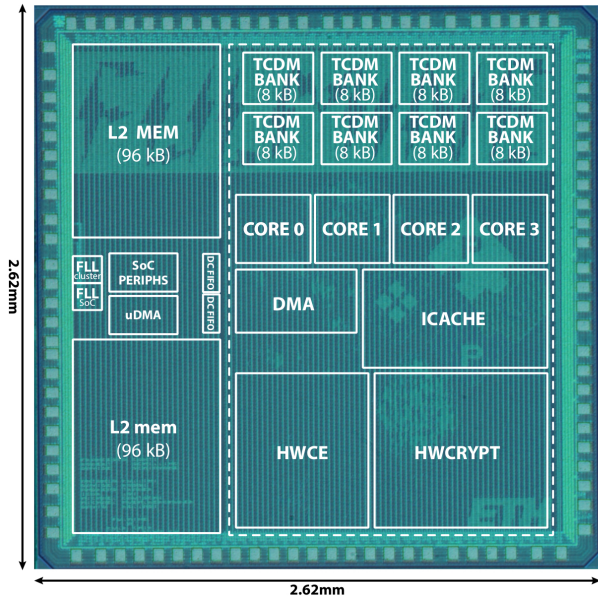 L2 MEM
(96 kB)
TCDM
BANK
(8 kB)
TCDM
BANK
(8 kB)
TCDM
BANK
(8 kB)
TCDM
BANK
(8 kB)
TCDM
BANK
(8 kB)
TCDM
BANK
(8 kB)
TCDM
BANK
(8 kB)
TCDM
BANK
(8 kB)
CORE 0
CORE 1
CORE 2
CORE 3
FLL
cluster
FLL
SoC
SoC
PERIPHS
uDMA
DC FIFO
DC FIFO
DMA
ICACHE
L2 mem
(96 kB)
HWCE
HWCRYPT
ETH
2.62mm
2.62mm